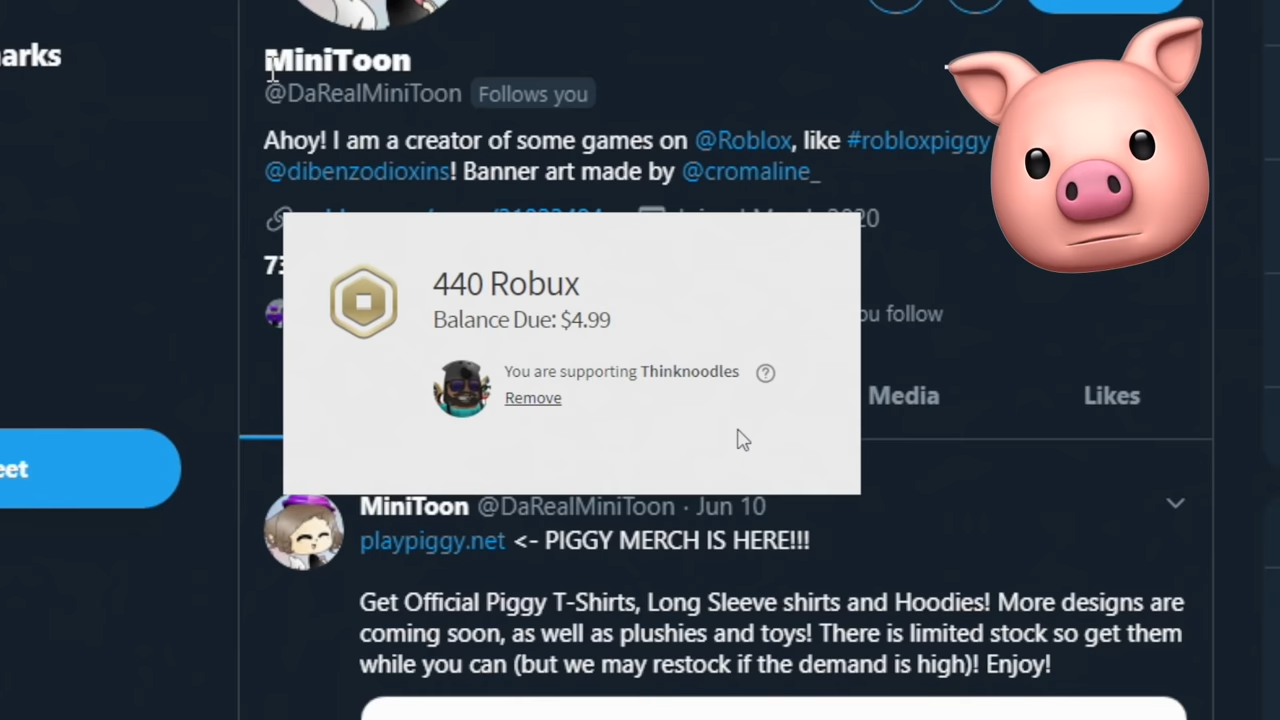 arks
MiniToon
@DaRealMiniToon Follows you
Ahoy! I am a creator of some games on @Roblox, like #robloxpiggy
@dibenzodioxins! Banner art made by @cromaline_
20
73
440 Robux
Balance Due: $4.99
ou follow
You are supporting Thinknoodles
Remove
Media Likes
eet
MiniToon @DaRealMiniToon · Jun 10
playpiggy.net <- PIGGY MERCH IS HERE!!!
Get Official Piggy T-Shirts, Long Sleeve shirts and Hoodies! More designs are
coming soon, as well as plushies and toys! There is limited stock so get them
while you can (but we may restock if the demand is high)! Enjoy!